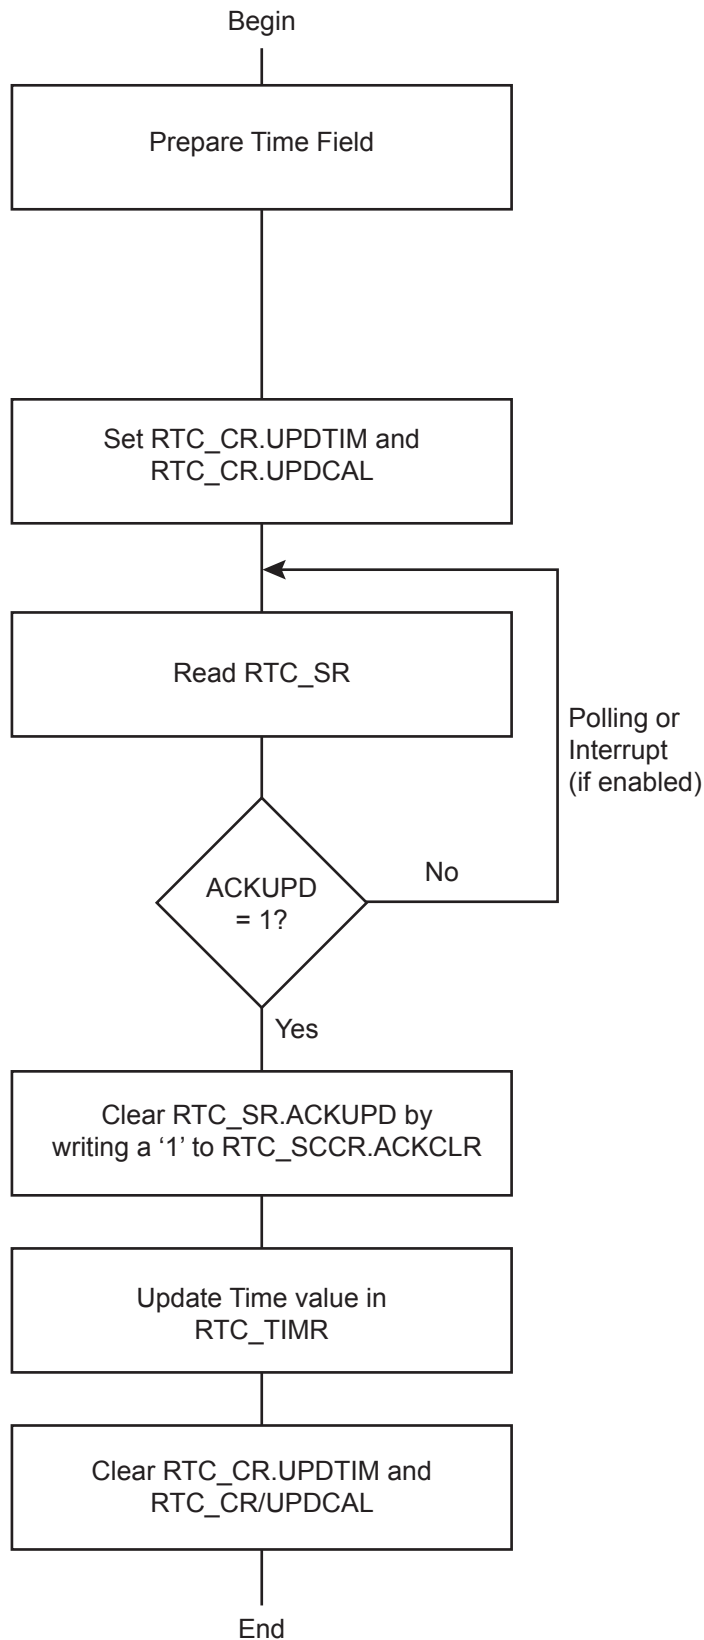 Begin
Prepare Time Field
Set RTC_CR.UPDTIM and
RTC_CR.UPDCAL
Read RTC_SR
Polling or
Interrupt
(if enabled)
No
ACKUPD
= 1?
Yes
Clear RTC_SR.ACKUPD by
writing a ‘1’ to RTC_SCCR.ACKCLR
Update Time value in
RTC_TIMR
Clear RTC_CR.UPDTIM and
RTC_CR/UPDCAL
End